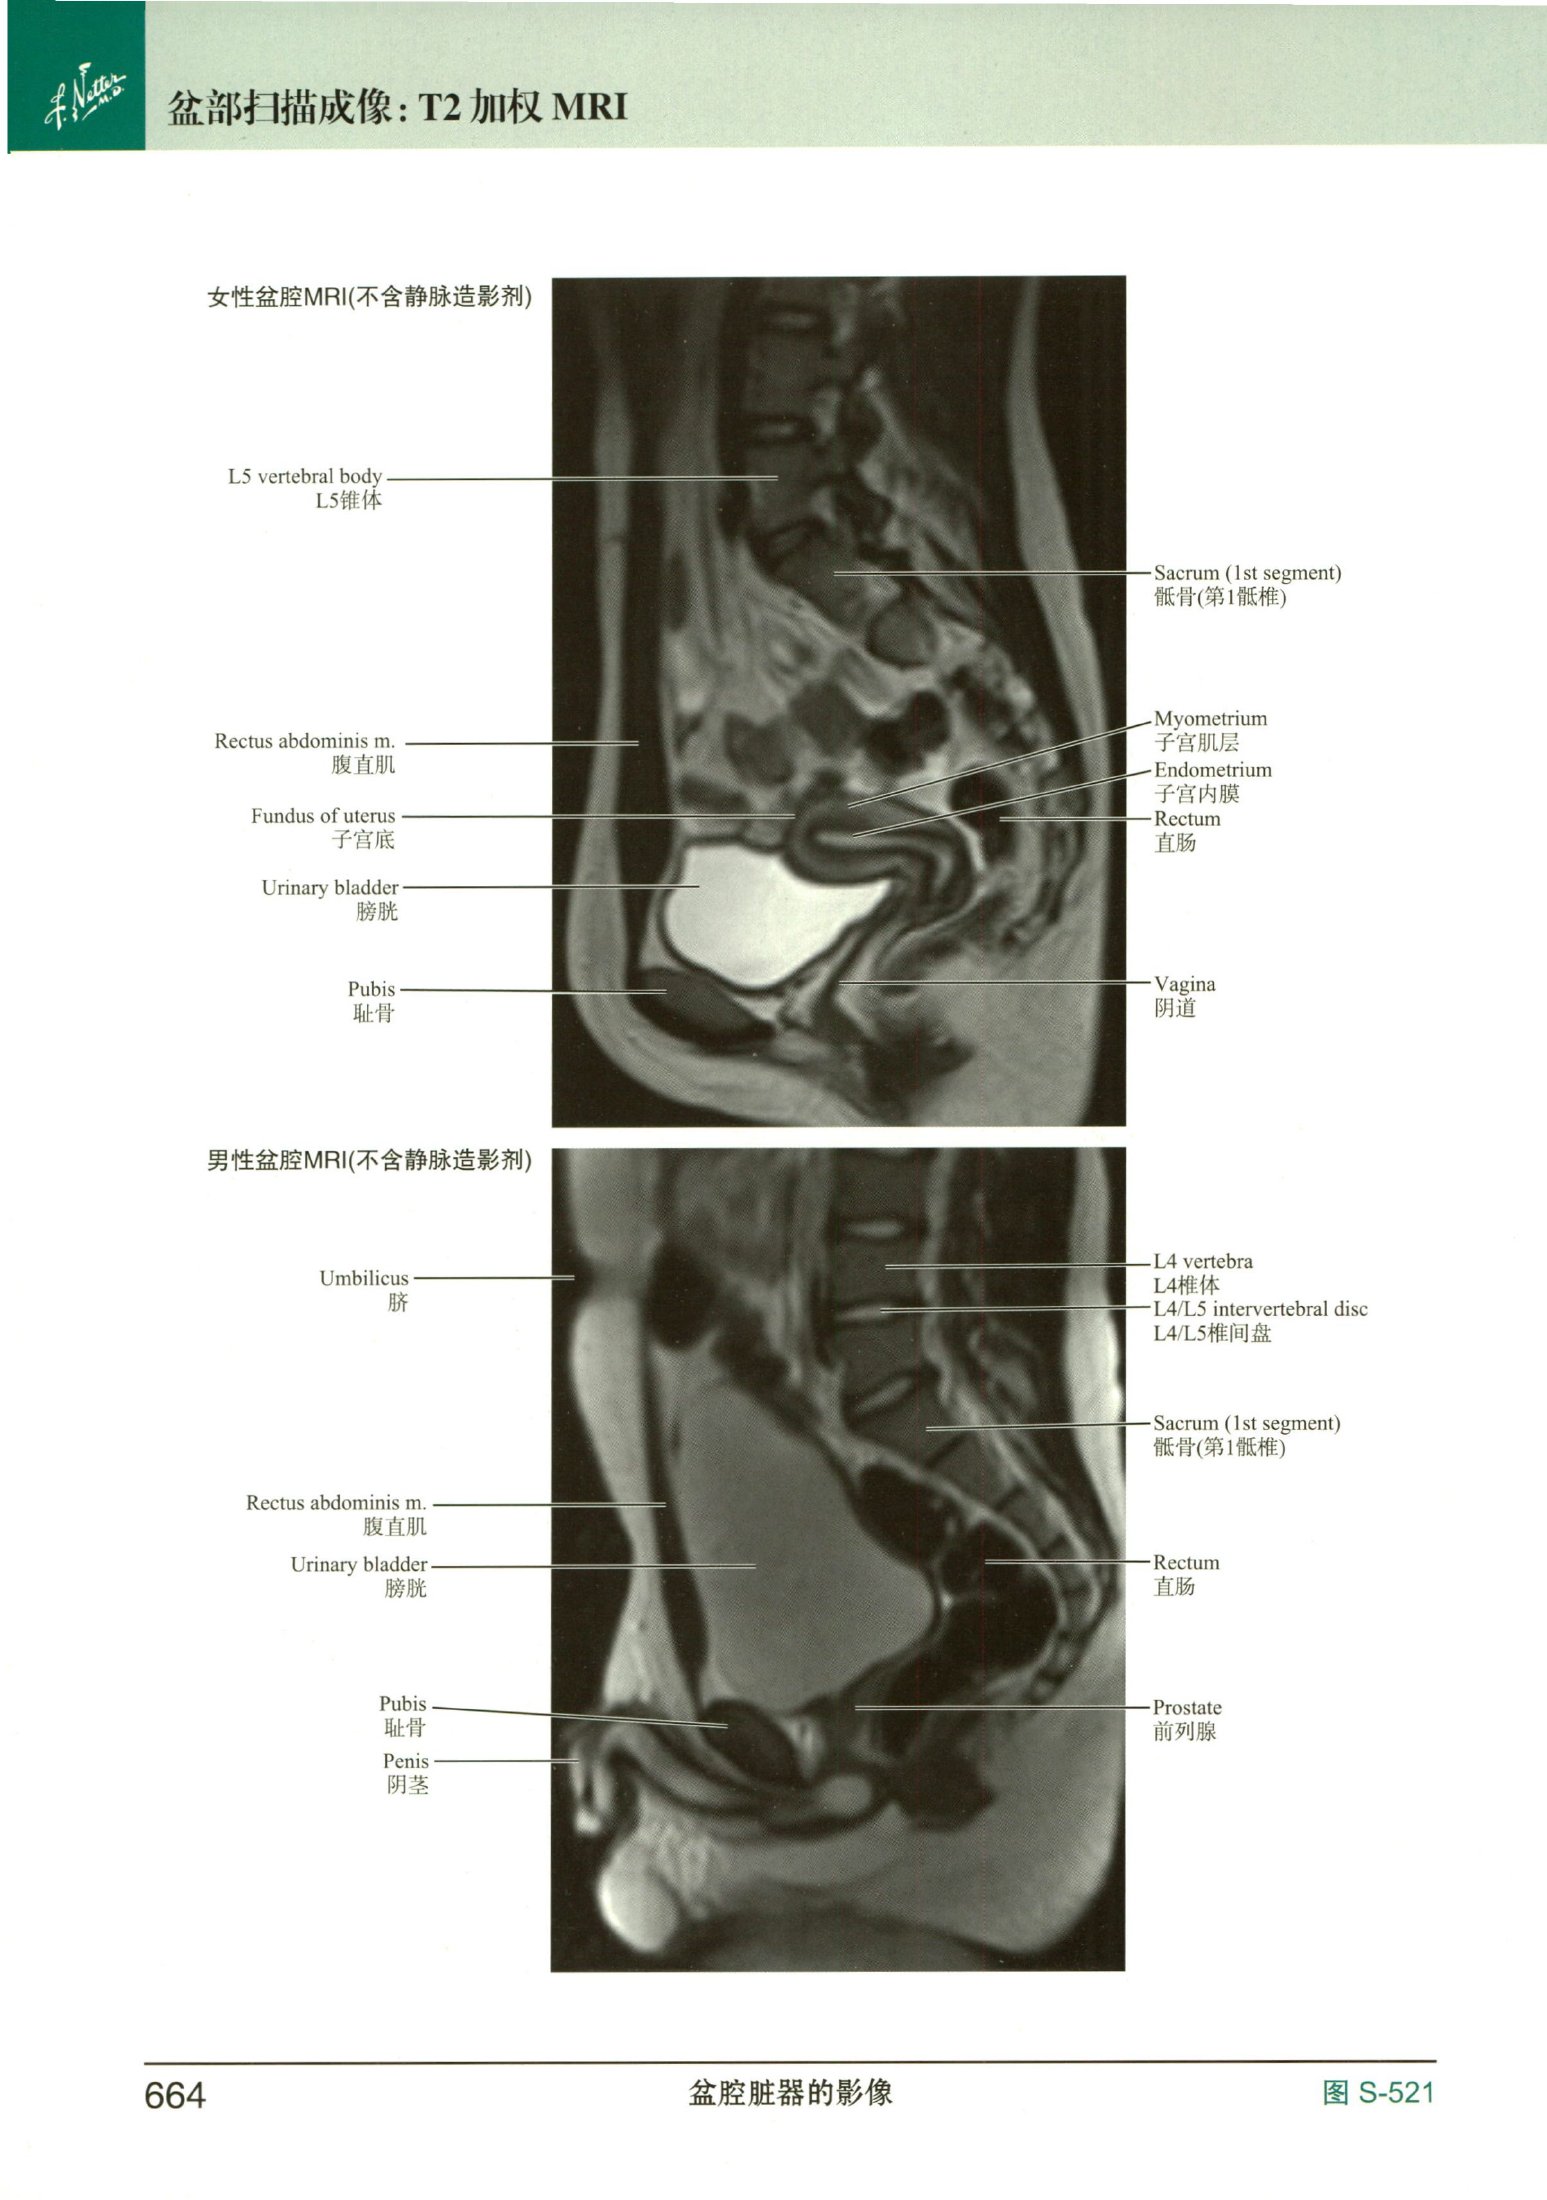 F. Netter
M.D.
盆部扫描成像：T2 加权 MRI
女性盆腔MRI(不含静脉造影剂)
L5 vertebral body
L5锥体
Rectus abdominis m.
腹直肌
Fundus of uterus
子宫底
Urinary bladder
膀胱
Pubis
耻骨
Sacrum (1st segment)
骶骨(第1骶椎)
Myometrium
子宫肌层
Endometrium
子宫内膜
Rectum
直肠
Vagina
阴道
男性盆腔MRI(不含静脉造影剂)
Umbilicus
脐
Rectus abdominis m.
腹直肌
Urinary bladder
膀胱
Pubis
耻骨
Penis
阴茎
L4 vertebra
L4椎体
L4/L5 intervertebral disc
L4/L5椎间盘
Sacrum (1st segment)
骶骨(第1骶椎)
Rectum
直肠
Prostate
前列腺
664
盆腔脏器的影像
图 S-521